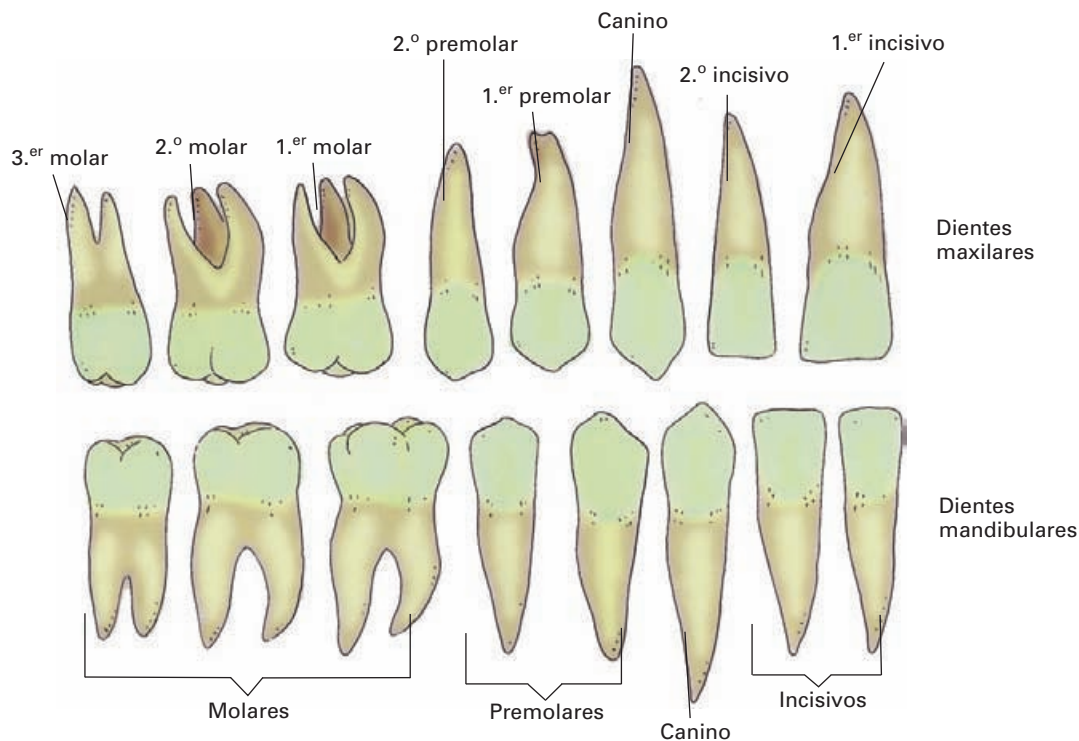 Canino
2.º premolar
1.er incisivo
2.º incisivo
1.er premolar
3.er molar
2.º molar
1.er molar
Dientes
maxilares
Dientes
mandibulares
Molares
Premolares
Incisivos
Canino